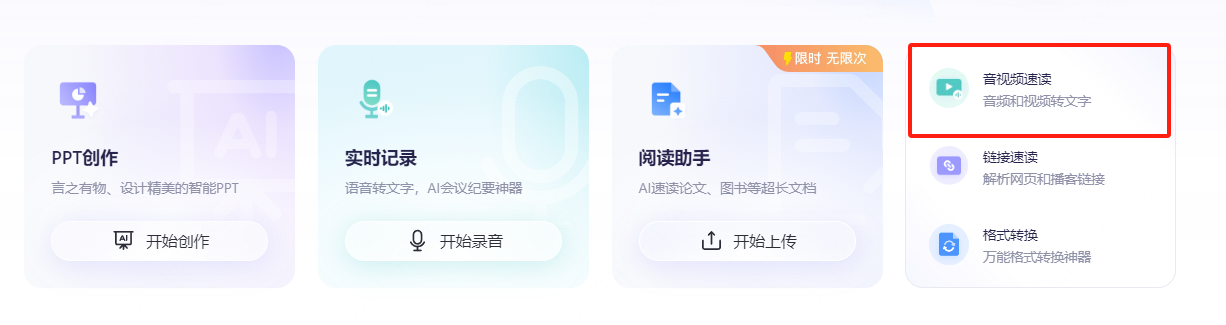 PPT创作
言之有物、设计精美的智能PPT
AI
开始创作
实时记录
语音转文字，AI会议纪要神器
开始录音
限时 无限次
阅读助手
AI速读论文、图书等超长文档
开始上传
音视频速读
音频和视频转文字
链接速读
解析网页和播客链接
格式转换
万能格式转换神器